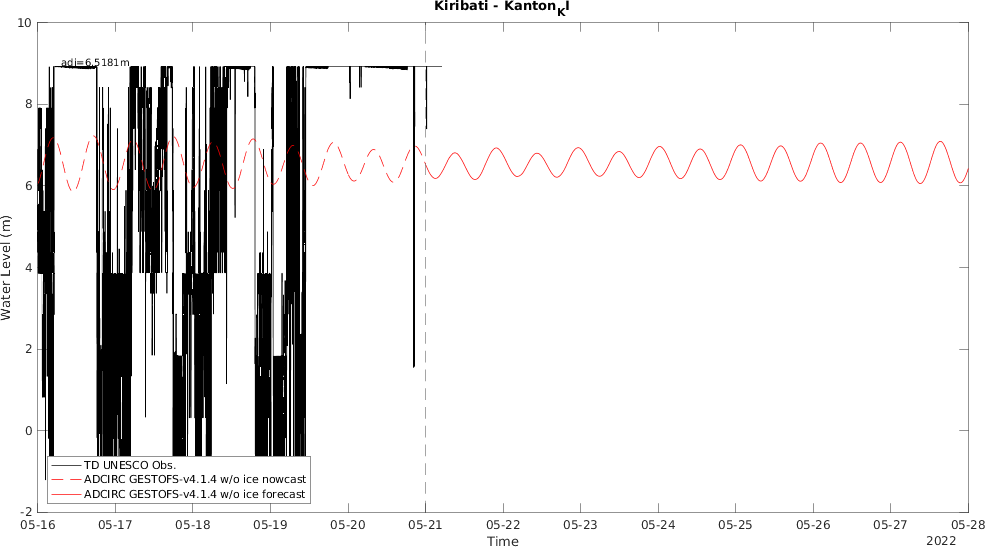 Kiribati - Kanton_KI
10
8
6
4
2
0
-2
Water Level (m)
adj=6.5181m
TD UNESCO Obs.
ADCIRC GESTOFS-v4.1.4 w/o ice nowcast
ADCIRC GESTOFS-v4.1.4 w/o ice forecast
05-16 05-17 05-18 05-19 05-20 05-21 05-22 05-23 05-24 05-25 05-26 05-27 05-28
Time
2022